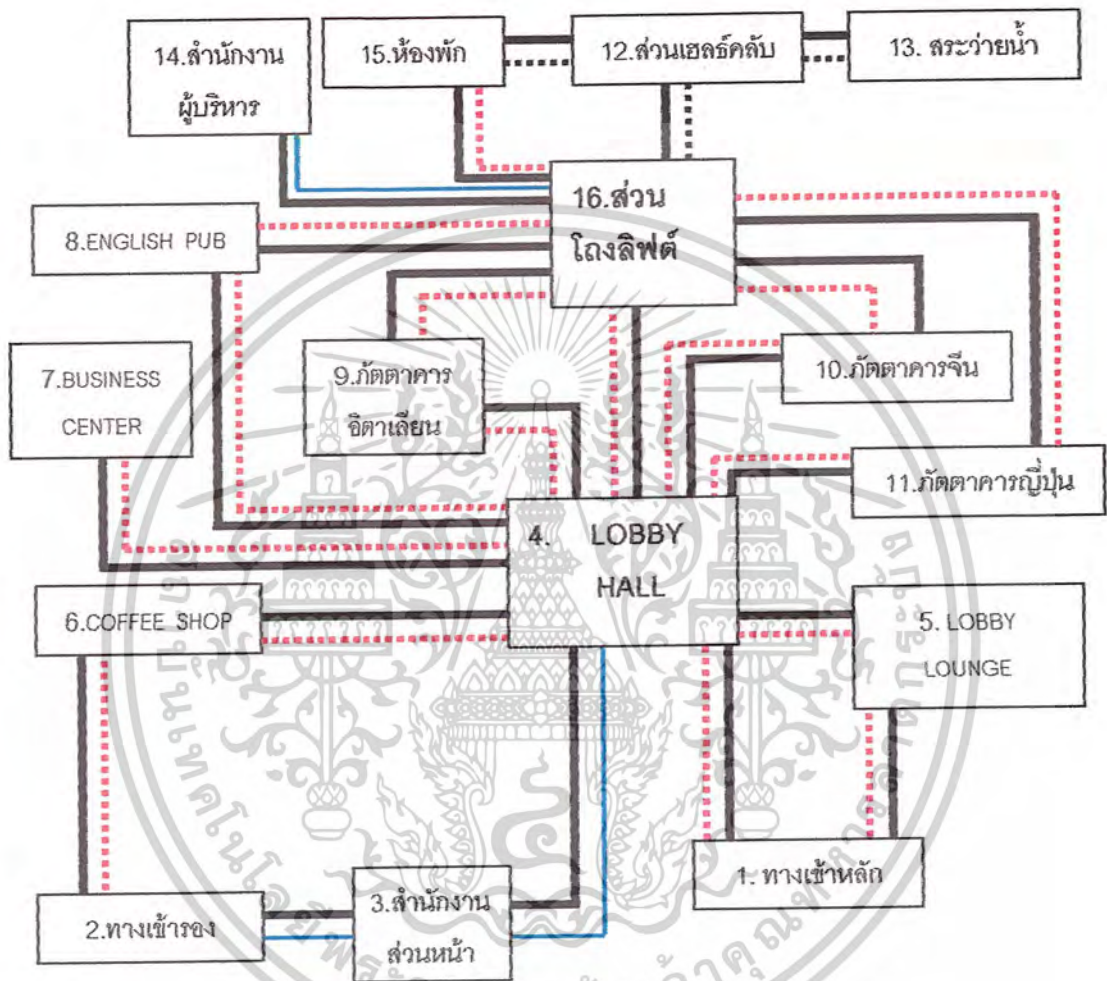 14.สำนักงาน
ผู้บริหาร
15.ห้องพัก
12.ส่วนเฮลธ์คลับ
13. สระว่ายน้ำ
16.ส่วน
โถงลิฟต์
8.ENGLISH PUB
7.BUSINESS
CENTER
9.ภัตตาคาร
อิตาเลียน
10.ภัตตาคารจีน
11.ภัตตาคารญี่ปุ่น
4. LOBBY
HALL
6.COFFEE SHOP
5. LOBBY
LOUNGE
1. ทางเข้าหลัก
2.ทางเข้ารอง
3.สำนักงาน
ส่วนหน้า